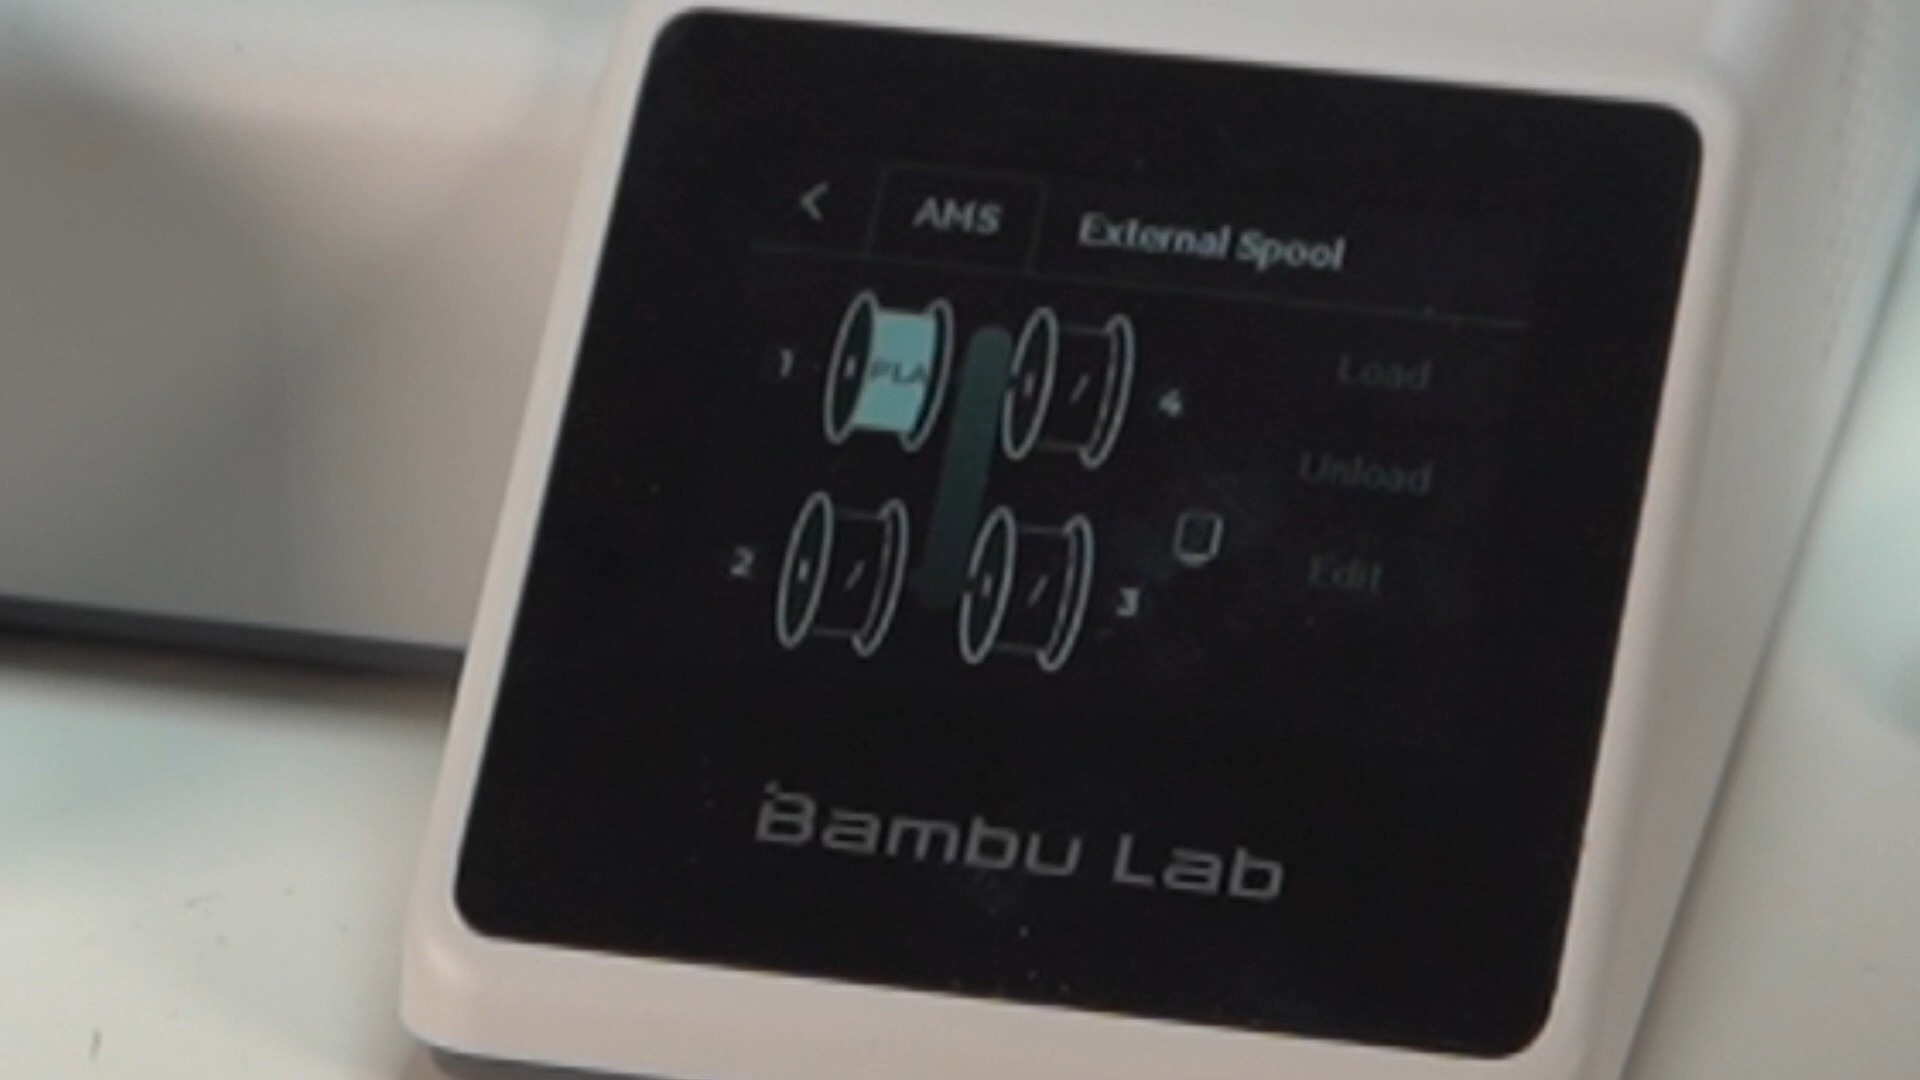 < AMS External Spool
1 PLA / 4 Load
Unload
2 / / 3 Edit
Bambu Lab